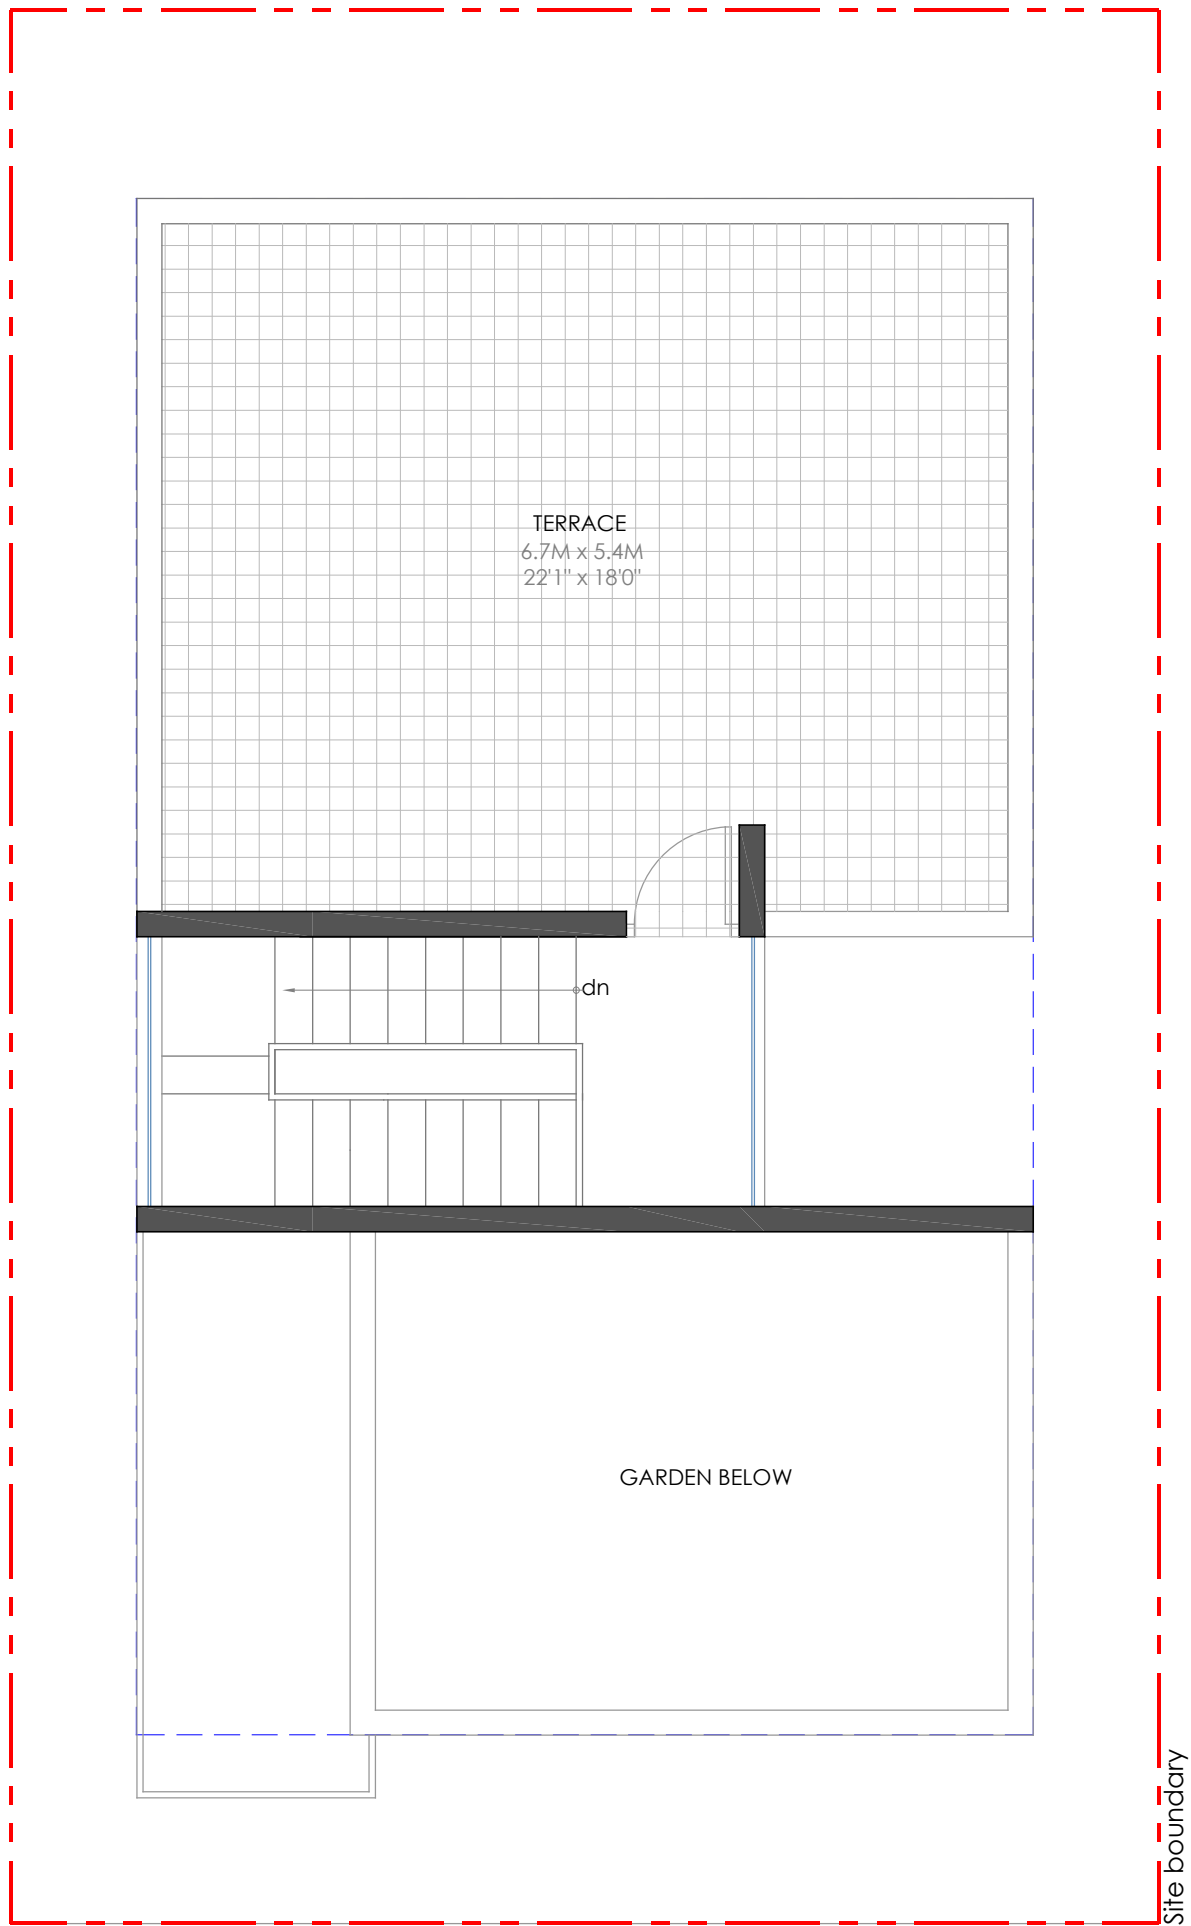 TERRACE
6.7M x 5.4M
22'1" x 18'0"
dn
GARDEN BELOW
Site boundary